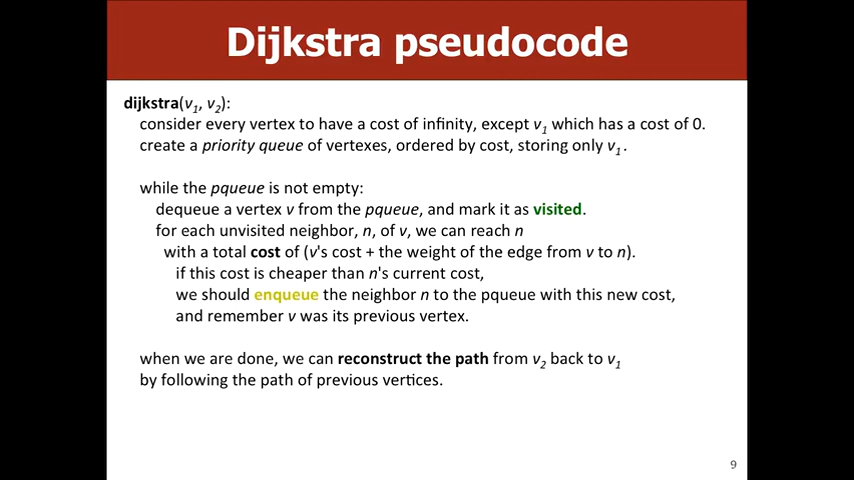 Dijkstra pseudocode
dijkstra(v1, v2):
consider every vertex to have a cost of infinity, except v1 which has a cost of 0.
create a priority queue of vertexes, ordered by cost, storing only v1.
while the pqueue is not empty:
dequeue a vertex v from the pqueue, and mark it as visited.
for each unvisited neighbor, n, of v, we can reach n
with a total cost of (v's cost + the weight of the edge from v to n).
if this cost is cheaper than n's current cost,
we should enqueue the neighbor n to the pqueue with this new cost,
and remember v was its previous vertex.
when we are done, we can reconstruct the path from v2 back to v1
by following the path of previous vertices.
9